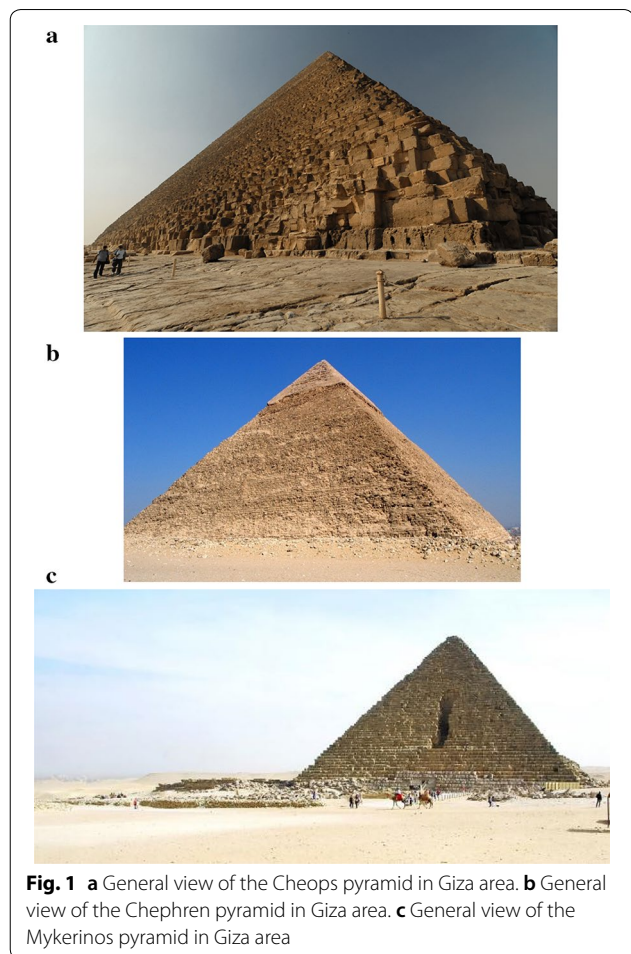 a
b
c
Fig. 1 a General view of the Cheops pyramid in Giza area. b General
view of the Chephren pyramid in Giza area. c General view of the
Mykerinos pyramid in Giza area